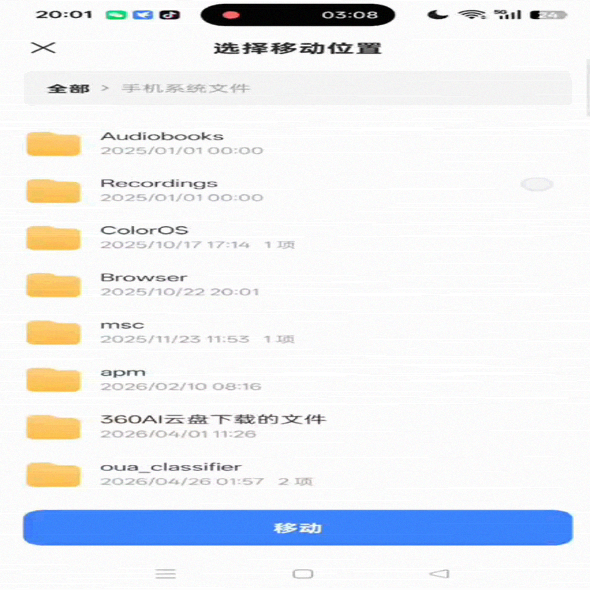 20:01 03:08 5G 24
选择移动位置
全部 > 手机系统文件
Audiobooks
2025/01/01 00:00
Recordings
2025/01/01 00:00
ColorOS
2025/10/17 17:14 1 项
Browser
2025/10/22 20:01
msc
2025/11/23 11:53 1 项
apm
2026/02/10 08:16
360AI云盘下载的文件
2026/04/01 11:26
oua_classifier
2026/04/26 01:57 2 项
移动